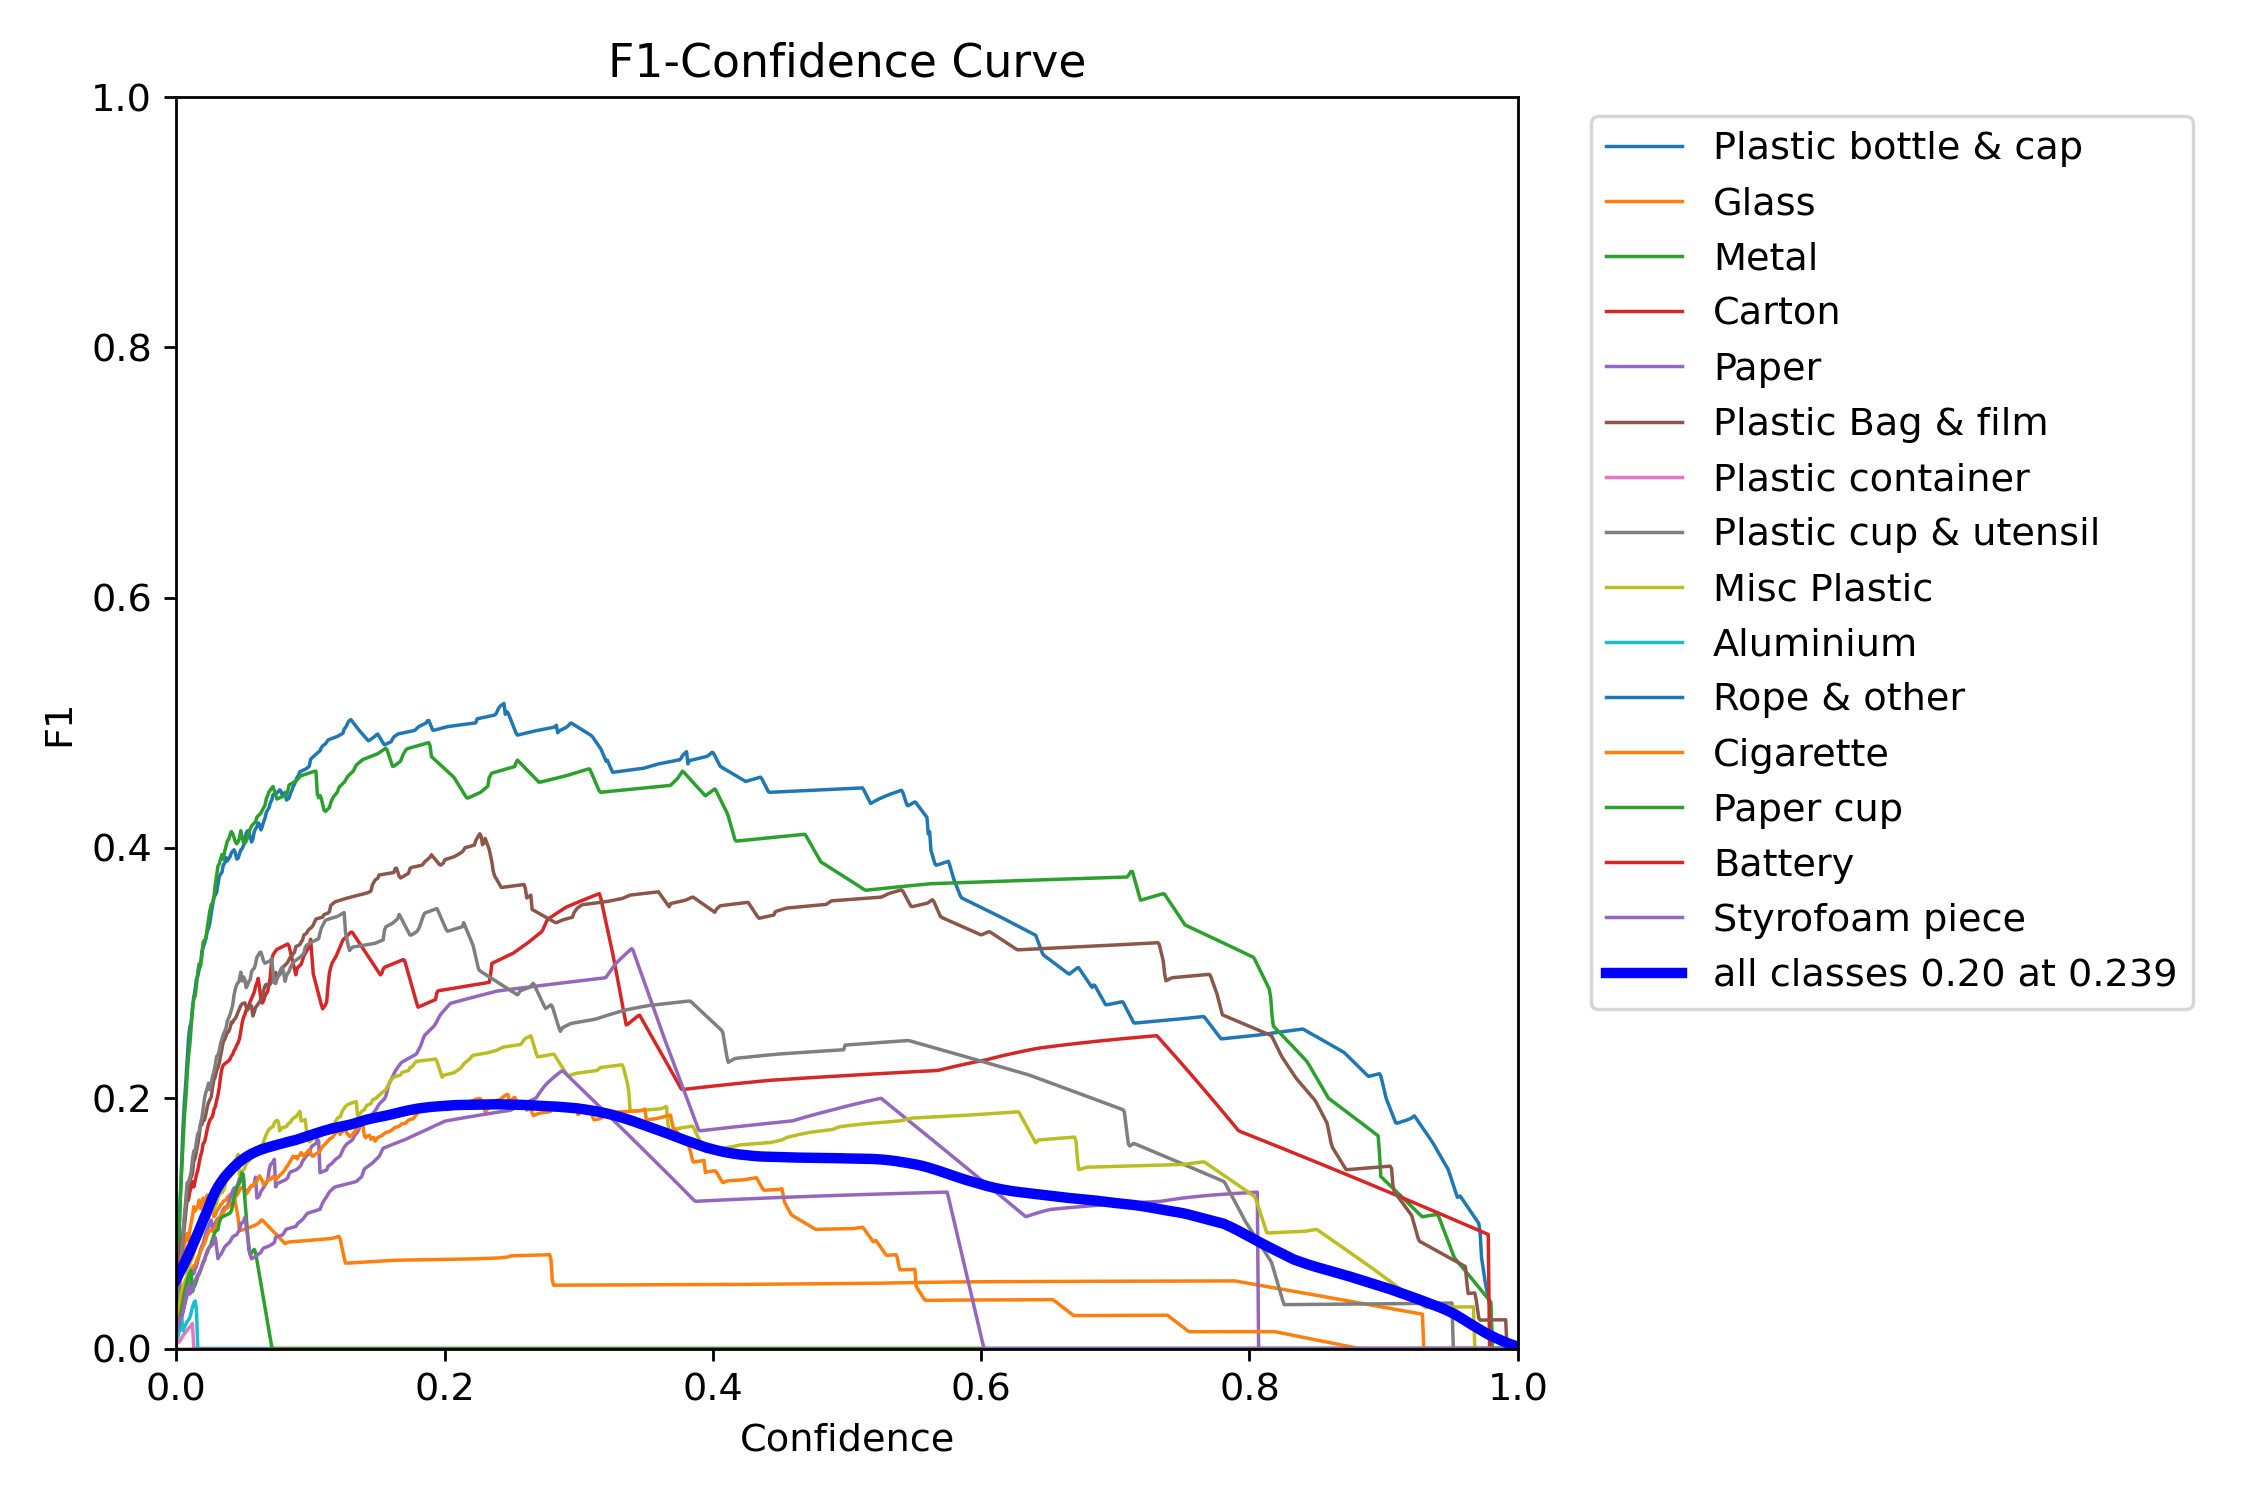 F1-Confidence Curve
1.0
0.8
0.6
0.4
0.2
0.0
F1
0.0 0.2 0.4 0.6 0.8 1.0
Confidence
Plastic bottle & cap
Glass
Metal
Carton
Paper
Plastic Bag & film
Plastic container
Plastic cup & utensil
Misc Plastic
Aluminium
Rope & other
Cigarette
Paper cup
Battery
Styrofoam piece
all classes 0.20 at 0.239